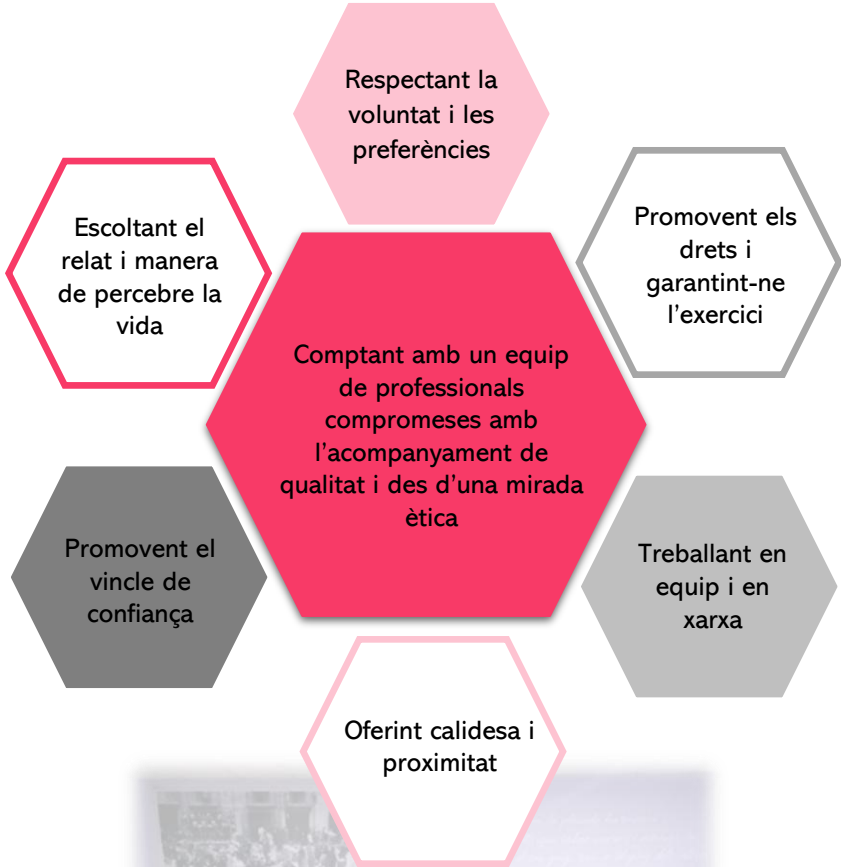 Respectant la
voluntat i les
preferències
Escoltant el
relat i manera
de percebre la
vida
Promovent els
drets i
garantint-ne
l’exercici
Comptant amb un equip
de professionals
compromeses amb
l’acompanyament de
qualitat i des d’una mirada
ètica
Promovent el
vincle de
confiança
Treballant en
equip i en
xarxa
Oferint calidesa i
proximitat